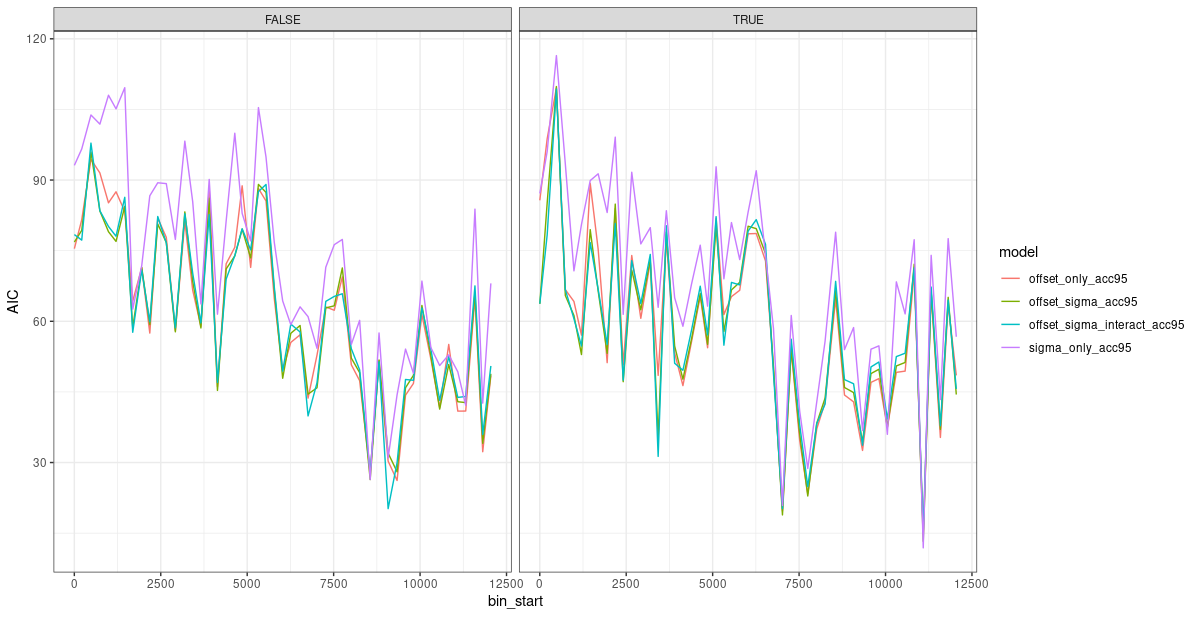 FALSE
TRUE
120
90
60
30
AIC
0
2500
5000
7500
10000
12500
0
2500
5000
7500
10000
12500
bin_start
model
offset_only_acc95
offset_sigma_acc95
offset_sigma_interact_acc95
sigma_only_acc95